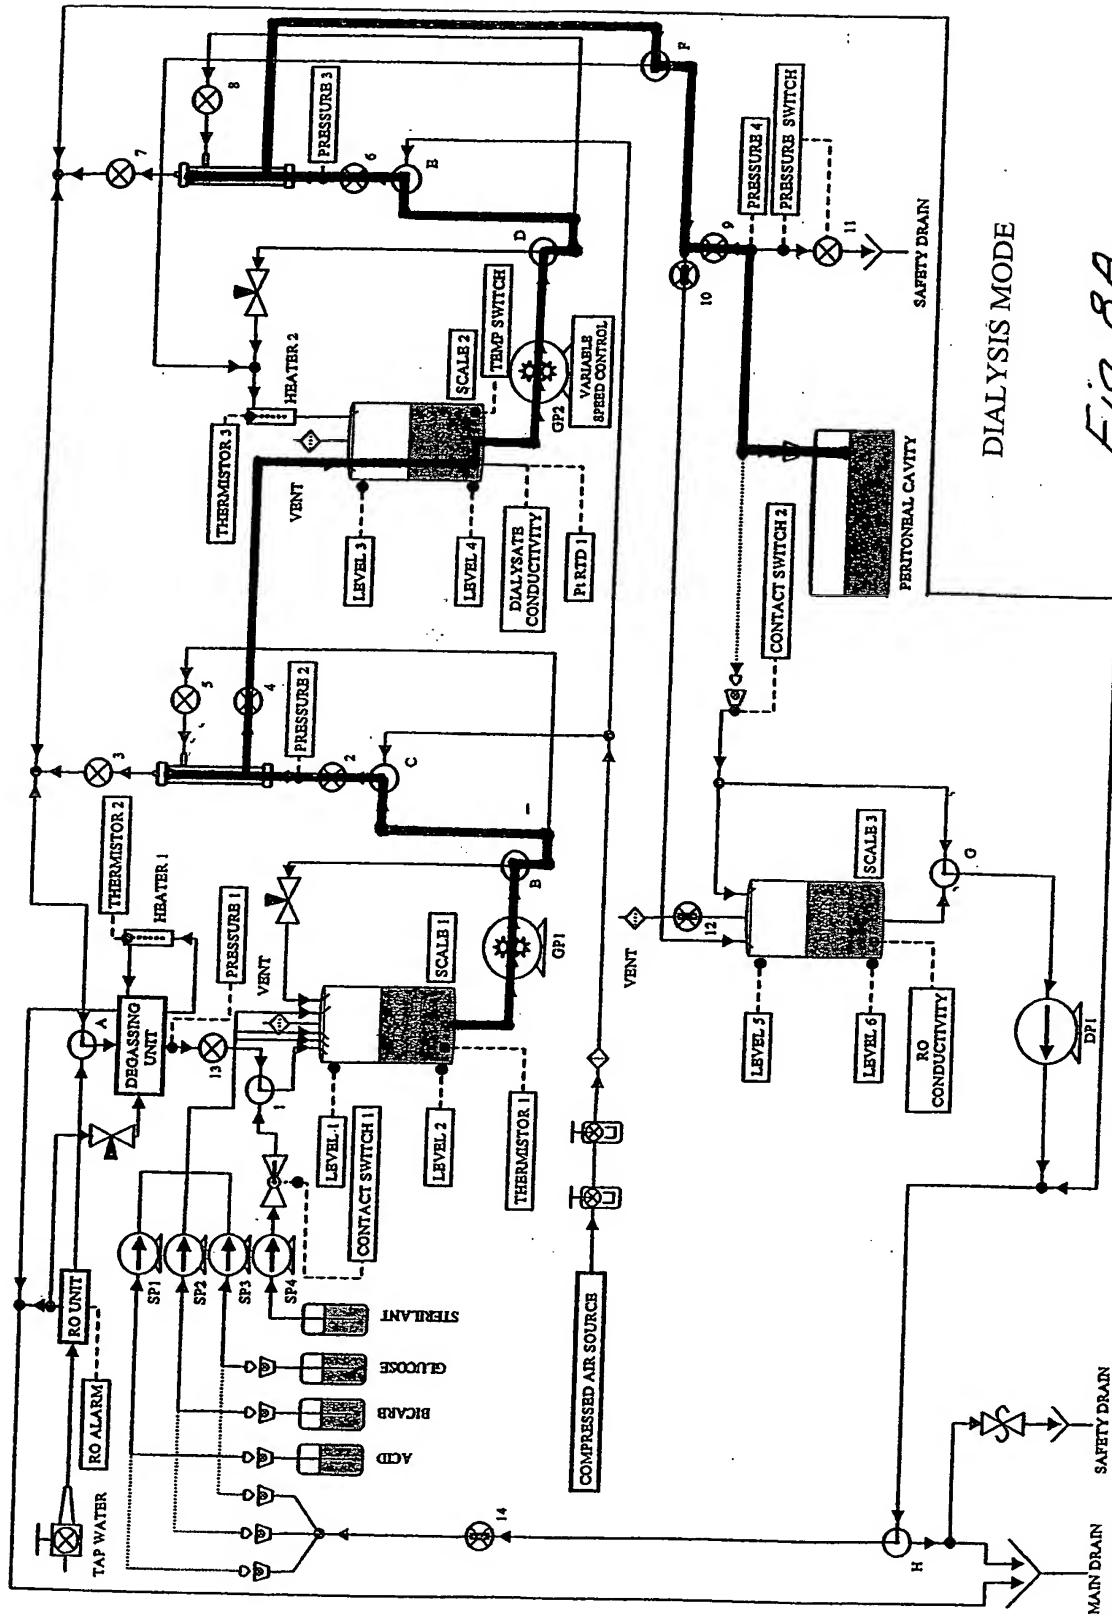 TAP WATER
RO ALARM
RO UNIT
SP1
SP2
SP3
SP4
ACID
BICARB
GLUCOSE
STERILANT
A
DEGASSING
UNIT
THERMISTOR 2
HEATER 1
PRESSURE 1
13
1
VENT
LEVEL 1
CONTACT SWITCH 1
LEVEL 2
THERMISTOR 1
SCALE 1
GP1
B
C
2
PRESSURE 2
3
4
5
THERMISTOR 3
HEATER 2
VENT
LEVEL 3
LEVEL 4
DIALYSATE
CONDUCTIVITY
Pt RTD 1
SCALE 2
TEMP SWITCH
GP2
VARIABLE
SPEED CONTROL
D
E
6
PRESSURE 3
7
8
F
COMPRESSED AIR SOURCE
14
VENT
12
LEVEL 5
LEVEL 6
RO
CONDUCTIVITY
SCALE 3
CONTACT SWITCH 2
G
DP1
10
9
PRESSURE 4
PRESSURE SWITCH
11
SAFETY DRAIN
PERITONEAL CAVITY
H
MAIN DRAIN
SAFETY DRAIN
DIALYSIS MODE
Fig 8A